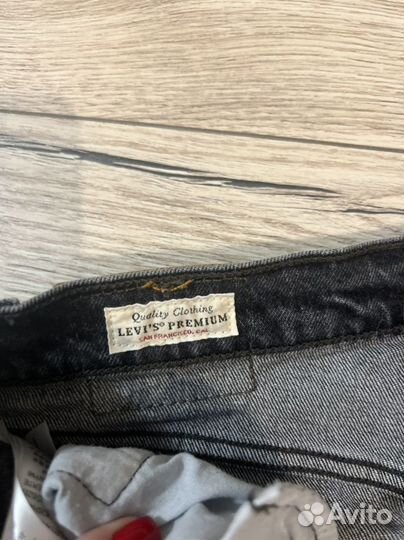 Quality Clothing
LEVI'S® PREMIUM
SAN FRANCISCO, CAL
Avito